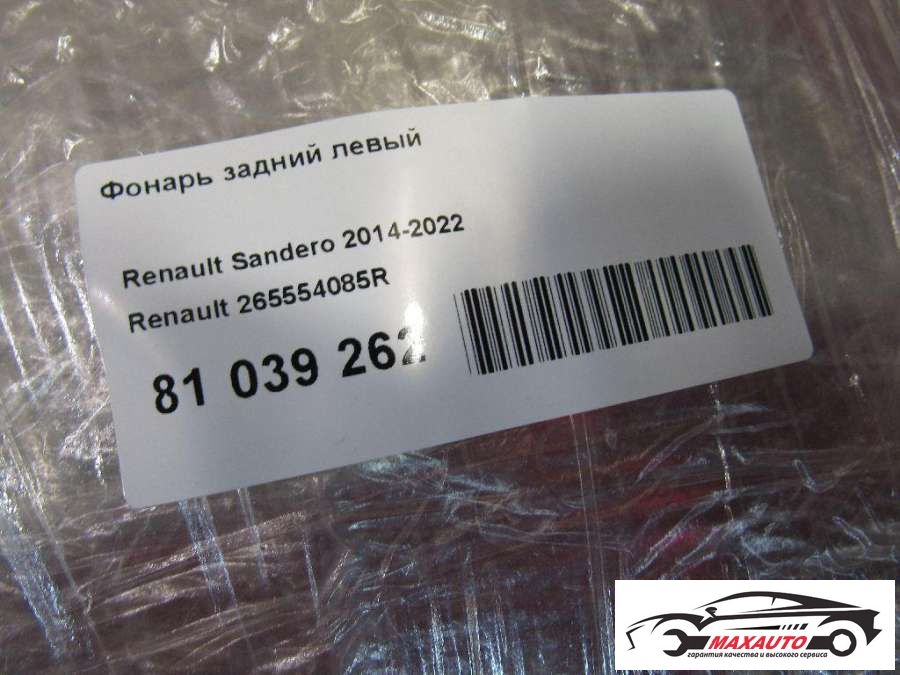 Фонарь задний левый
Renault Sandero 2014-2022
Renault 265554085R
81 039 262
MAXAUTO
гарантия качества и высокого сервиса